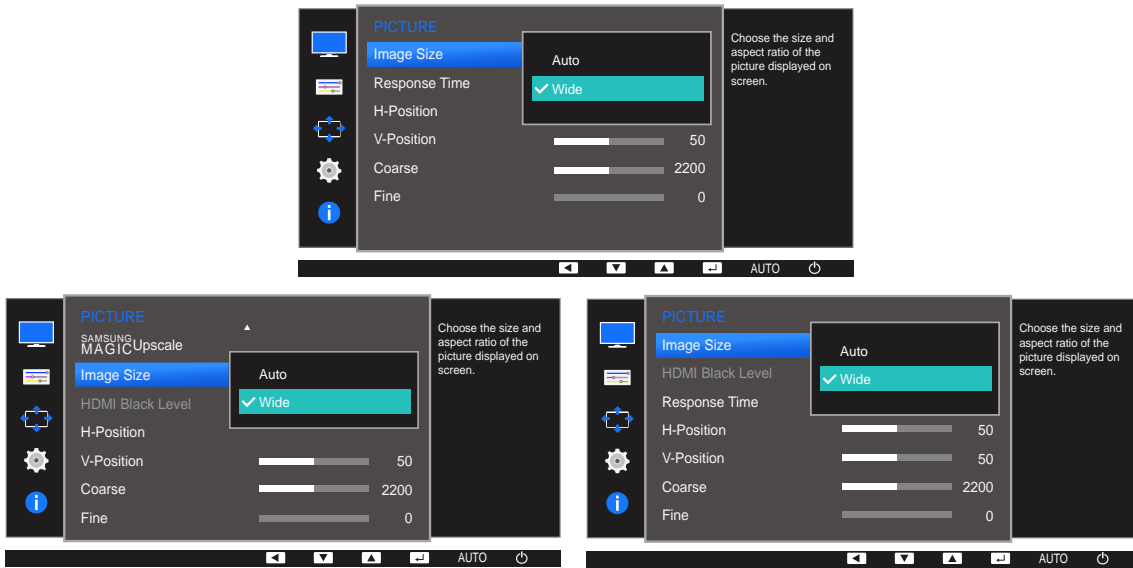 PICTURE
Image Size
Response Time
H-Position
V-Position
Coarse
Fine
Auto
Wide
50
2200
0
Choose the size and
aspect ratio of the
picture displayed on
screen.
AUTO
PICTURE
SAMSUNG
MAGIC Upscale
Image Size
HDMI Black Level
H-Position
V-Position
Coarse
Fine
Auto
Wide
50
2200
0
Choose the size and
aspect ratio of the
picture displayed on
screen.
AUTO
PICTURE
Image Size
HDMI Black Level
Response Time
H-Position
V-Position
Coarse
Fine
Auto
Wide
50
50
2200
0
Choose the size and
aspect ratio of the
picture displayed on
screen.
AUTO